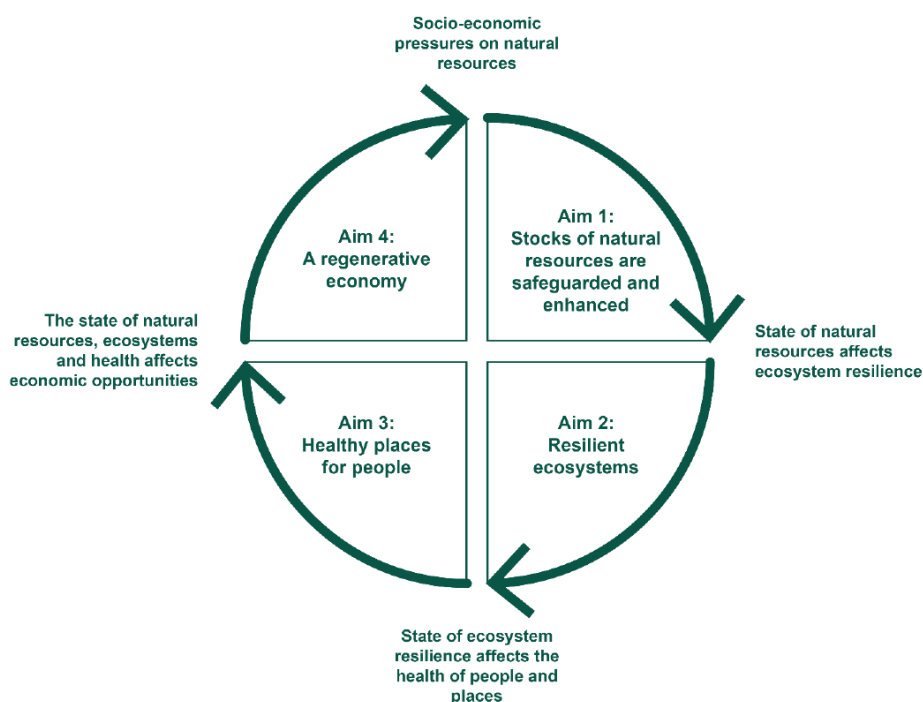 Socio-economic
pressures on natural
resources
Aim 4:
A regenerative
economy
Aim 1:
Stocks of natural
resources are
safeguarded and
enhanced
The state of natural
resources, ecosystems
and health affects
economic opportunities
State of natural
resources affects
ecosystem resilience
Aim 3:
Healthy places
for people
Aim 2:
Resilient
ecosystems
State of ecosystem
resilience affects the
health of people and
places